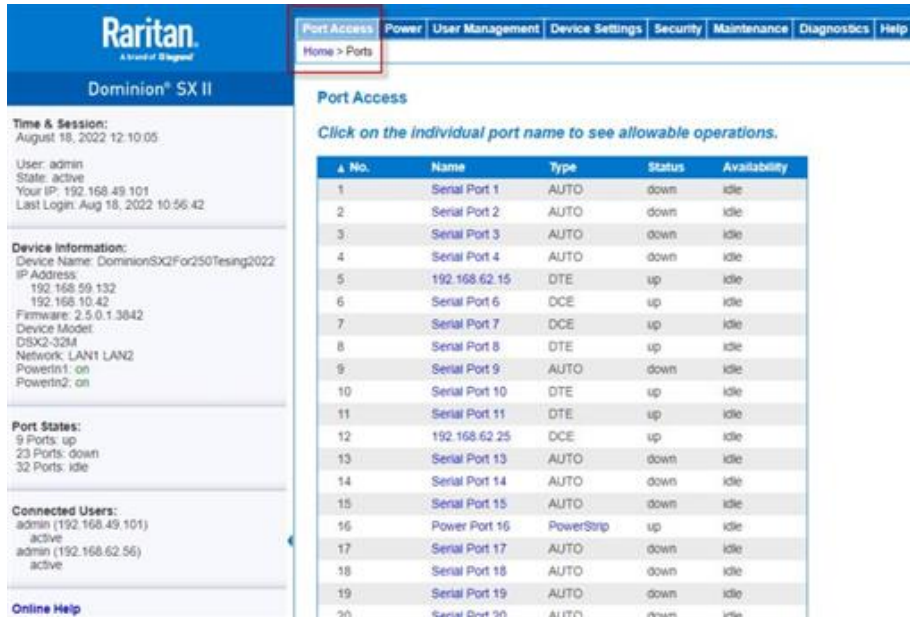 Raritan.
A brand of legrand
Port Access Power User Management Device Settings Security Maintenance Diagnostics Help
Home > Ports
Dominion® SX II
Time & Session:
August 18, 2022 12:10:05
User: admin
State: active
Your IP: 192.168.49.101
Last Login: Aug 18, 2022 10:56:42
Device Information:
Device Name: DominionSX2For250Tesing2022
IP Address:
192.168.59.132
192.168.10.42
Firmware: 2.5.0.1.3842
Device Model:
DSX2-32M
Network: LAN1 LAN2
PowerIn1: on
PowerIn2: on
Port States:
9 Ports: up
23 Ports: down
32 Ports: idle
Connected Users:
admin (192.168.49.101)
active
admin (192.168.62.56)
active
Online Help
Port Access
Click on the individual port name to see allowable operations.
▲ No. Name Type Status Availability
1 Serial Port 1 AUTO down idle
2 Serial Port 2 AUTO down idle
3 Serial Port 3 AUTO down idle
4 Serial Port 4 AUTO down idle
5 192.168.62.15 DTE up idle
6 Serial Port 6 DCE up idle
7 Serial Port 7 DCE up idle
8 Serial Port 8 DTE up idle
9 Serial Port 9 AUTO down idle
10 Serial Port 10 DTE up idle
11 Serial Port 11 DTE up idle
12 192.168.62.25 DCE up idle
13 Serial Port 13 AUTO down idle
14 Serial Port 14 AUTO down idle
15 Serial Port 15 AUTO down idle
16 Power Port 16 PowerStrip up idle
17 Serial Port 17 AUTO down idle
18 Serial Port 18 AUTO down idle
19 Serial Port 19 AUTO down idle
20 Serial Port 20 AUTO down idle